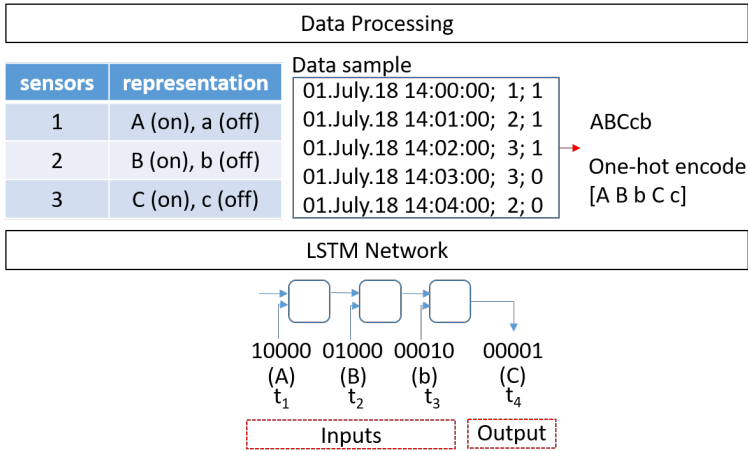 Data Processing
sensors representation
1 A (on), a (off)
2 B (on), b (off)
3 C (on), c (off)
Data sample
01.July.18 14:00:00; 1; 1
01.July.18 14:01:00; 2; 1
01.July.18 14:02:00; 3; 1
01.July.18 14:03:00; 3; 0
01.July.18 14:04:00; 2; 0
ABCcb
One-hot encode
[A B b C c]
LSTM Network
10000 01000 00010 00001
(A) (B) (b) (C)
t1 t2 t3 t4
Inputs Output